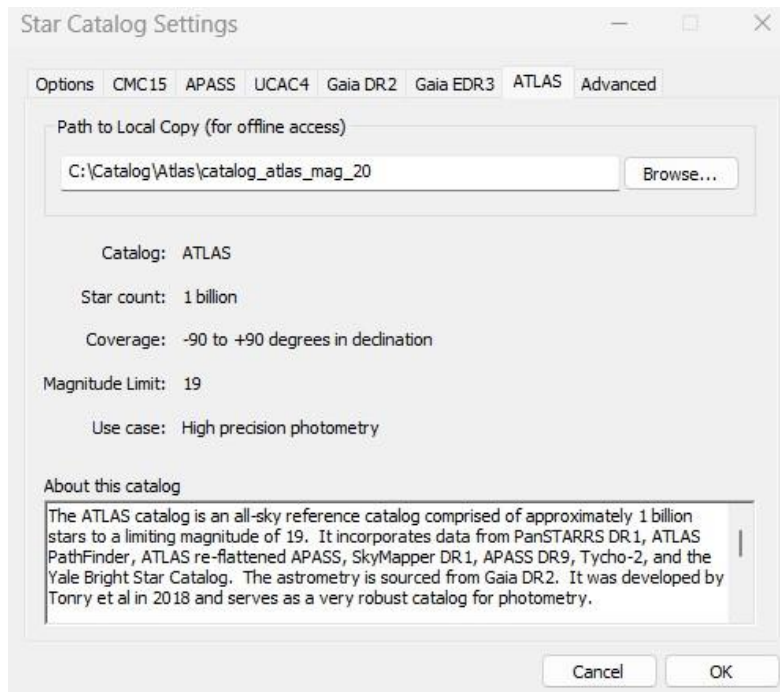 Star Catalog Settings
Options CMC15 APASS UCAC4 Gaia DR2 Gaia EDR3 ATLAS Advanced
Path to Local Copy (for offline access)
C:\Catalog\Atlas\catalog_atlas_mag_20 Browse...
Catalog: ATLAS
Star count: 1 billion
Coverage: -90 to +90 degrees in declination
Magnitude Limit: 19
Use case: High precision photometry
About this catalog
The ATLAS catalog is an all-sky reference catalog comprised of approximately 1 billion
stars to a limiting magnitude of 19. It incorporates data from PanSTARRS DR1, ATLAS
PathFinder, ATLAS re-flattened APASS, SkyMapper DR1, APASS DR9, Tycho-2, and the
Yale Bright Star Catalog. The astrometry is sourced from Gaia DR2. It was developed by
Tonry et al in 2018 and serves as a very robust catalog for photometry.
Cancel OK